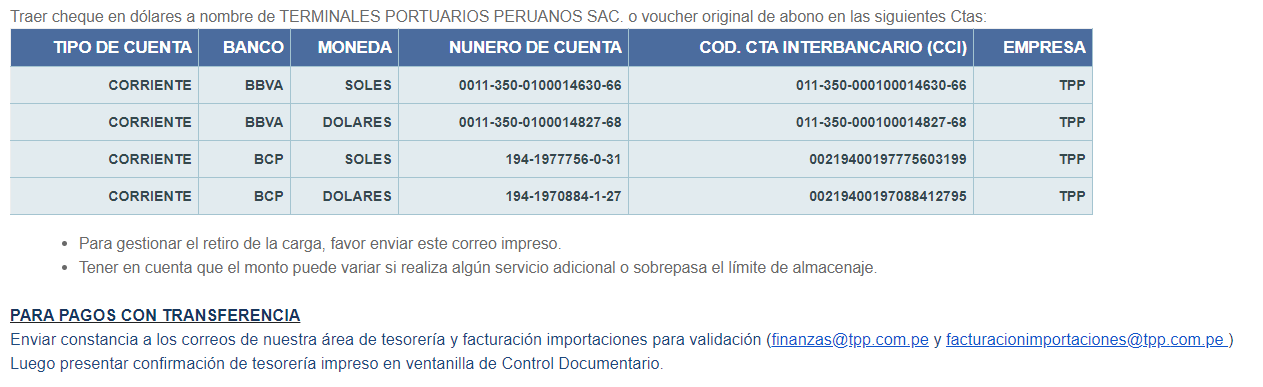 Traer cheque en dólares a nombre de TERMINALES PORTUARIOS PERUANOS SAC. o voucher original de abono en las siguientes Ctas:
TIPO DE CUENTA BANCO MONEDA NUNERO DE CUENTA COD. CTA INTERBANCARIO (CCI) EMPRESA
CORRIENTE BBVA SOLES 0011-350-0100014630-66 011-350-000100014630-66 TPP
CORRIENTE BBVA DOLARES 0011-350-0100014827-68 011-350-000100014827-68 TPP
CORRIENTE BCP SOLES 194-1977756-0-31 00219400197775603199 TPP
CORRIENTE BCP DOLARES 194-1970884-1-27 00219400197088412795 TPP
• Para gestionar el retiro de la carga, favor enviar este correo impreso.
• Tener en cuenta que el monto puede variar si realiza algún servicio adicional o sobrepasa el límite de almacenaje.
PARA PAGOS CON TRANSFERENCIA
Enviar constancia a los correos de nuestra área de tesorería y facturación importaciones para validación (finanzas@tpp.com.pe y facturacionimportaciones@tpp.com.pe )
Luego presentar confirmación de tesorería impreso en ventanilla de Control Documentario.